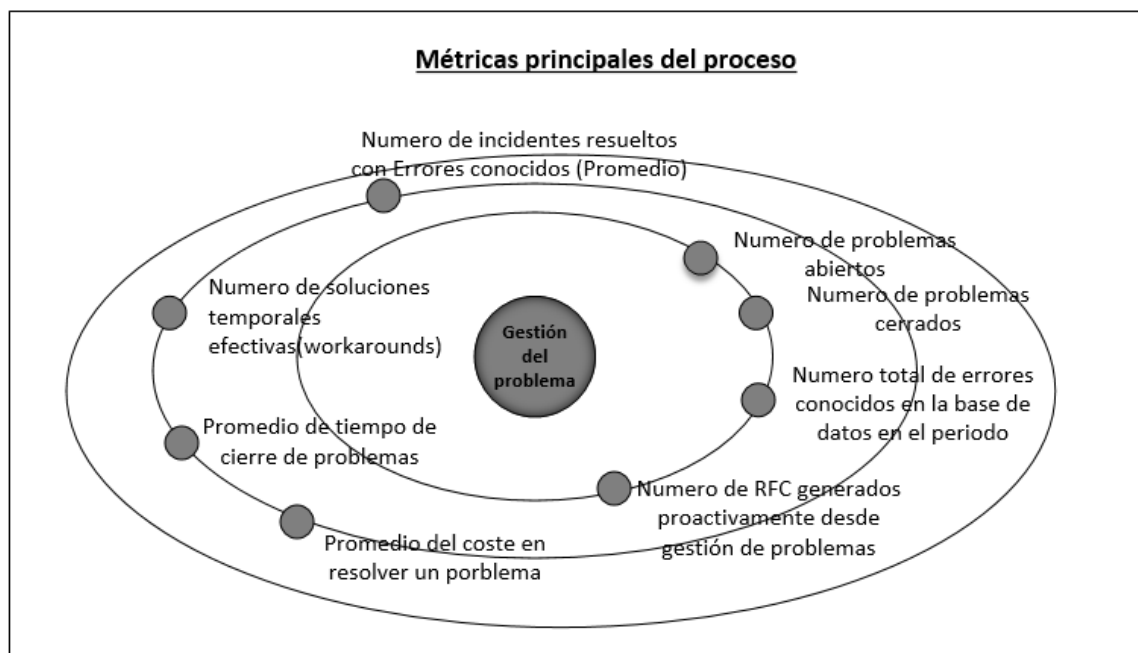 Métricas principales del proceso
Numero de incidentes resueltos
con Errores conocidos (Promedio)
Numero de problemas
abiertos
Numero de soluciones
temporales
efectivas(workarounds)
Numero de problemas
cerrados
Gestión
del
problema
Numero total de errores
conocidos en la base de
datos en el periodo
Promedio de tiempo de
cierre de problemas
Numero de RFC generados
proactivamente desde
gestión de problemas
Promedio del coste en
resolver un porblema